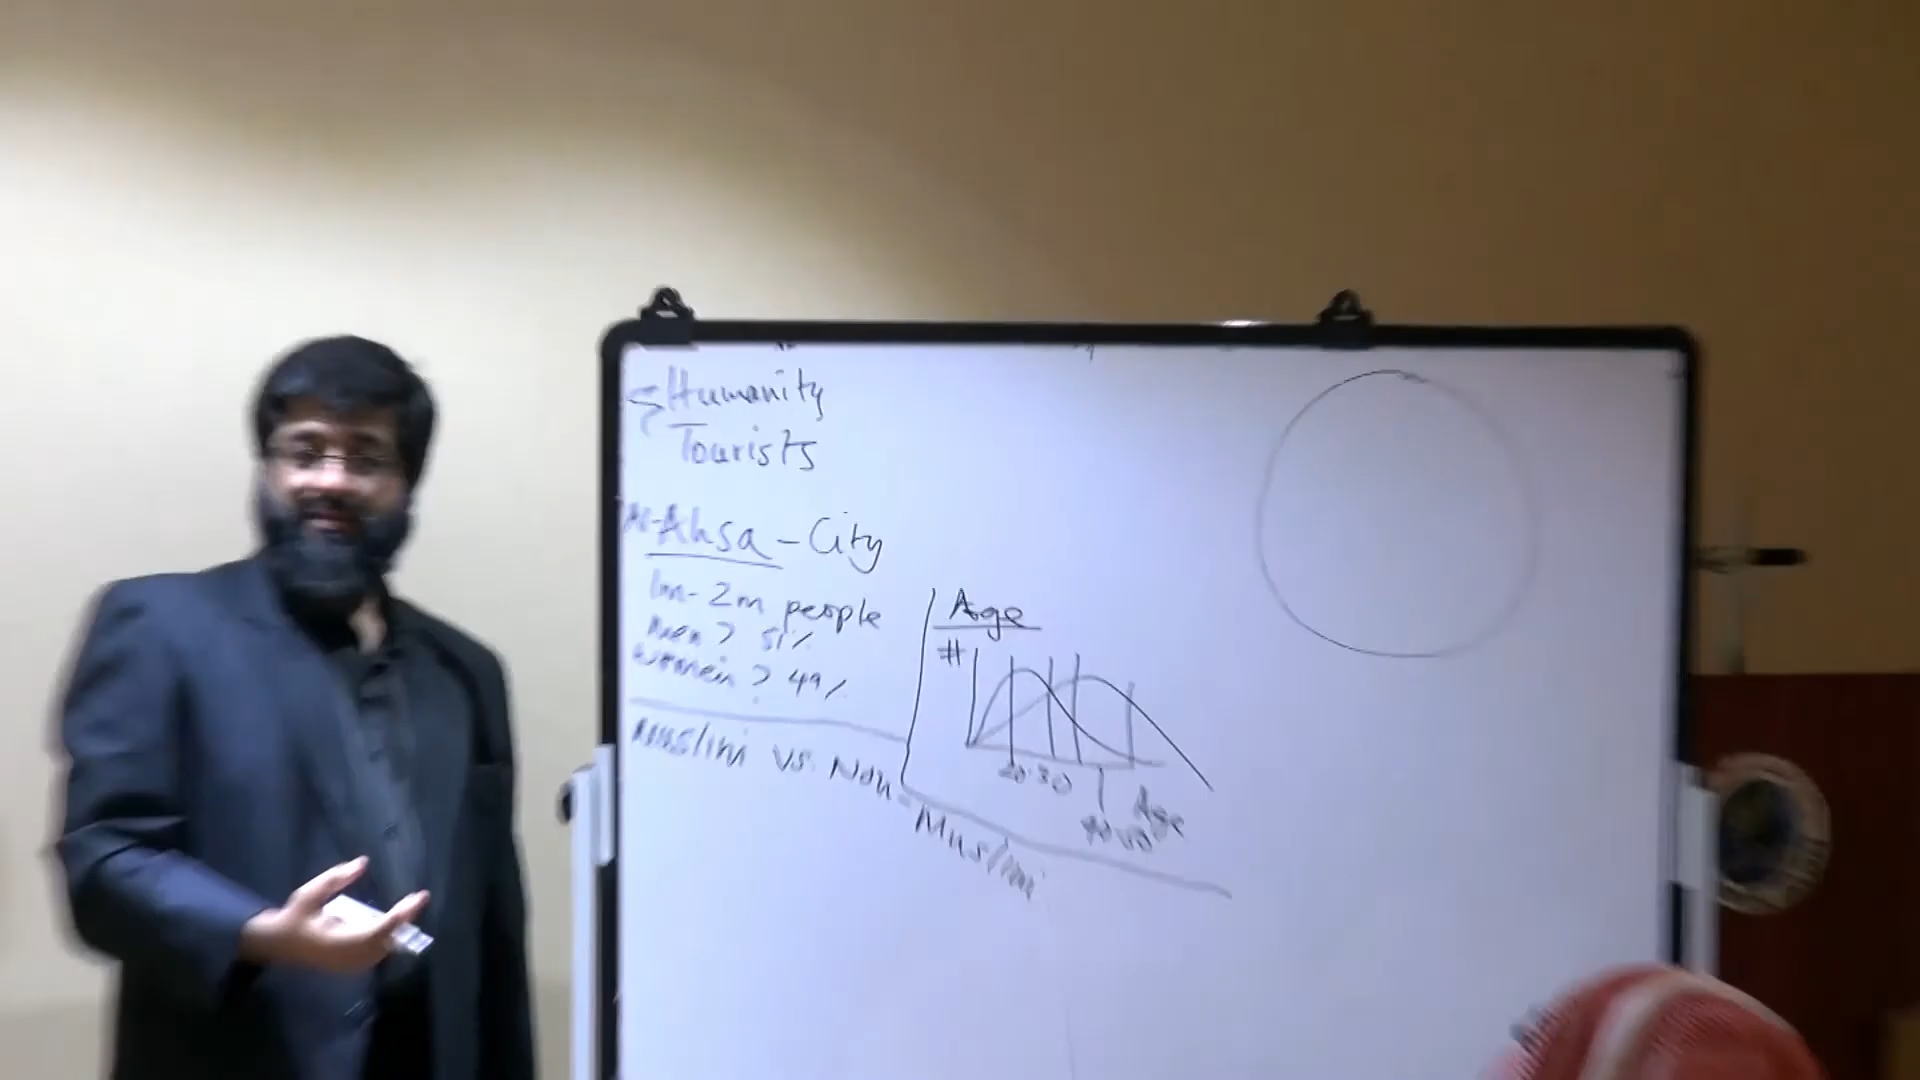 Humanity
Tourists
Al-Ahsa - City
1m - 2m people
men ? 51%
women ? 49%
Muslim vs. Non-Muslim
Age
#
20-30
Age